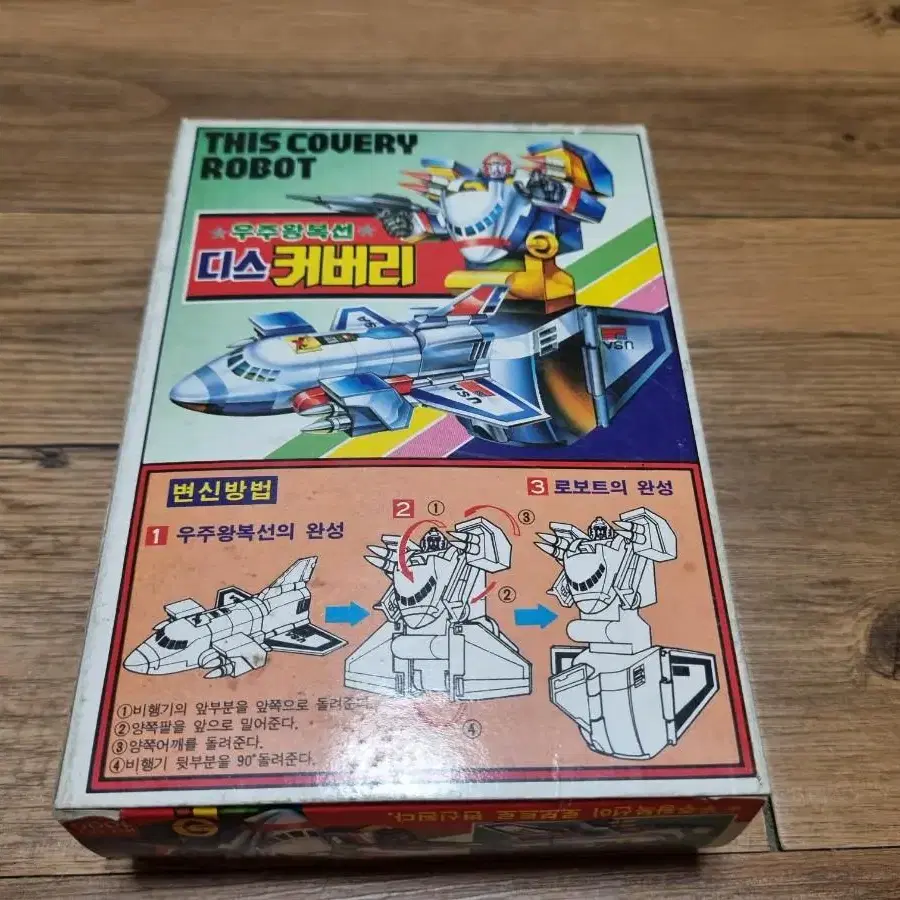 THIS COVERY
ROBOT
우주왕복선
디스커버리
USA
USA
USA
변신방법
1 우주왕복선의 완성
2
3 로보트의 완성
①
③
②
④
①비행기의 앞부분을 앞쪽으로 돌려준다.
②양쪽팔을 앞으로 밀어준다.
③양쪽어깨를 돌려준다.
④비행기 뒷부분을 90°돌려준다.